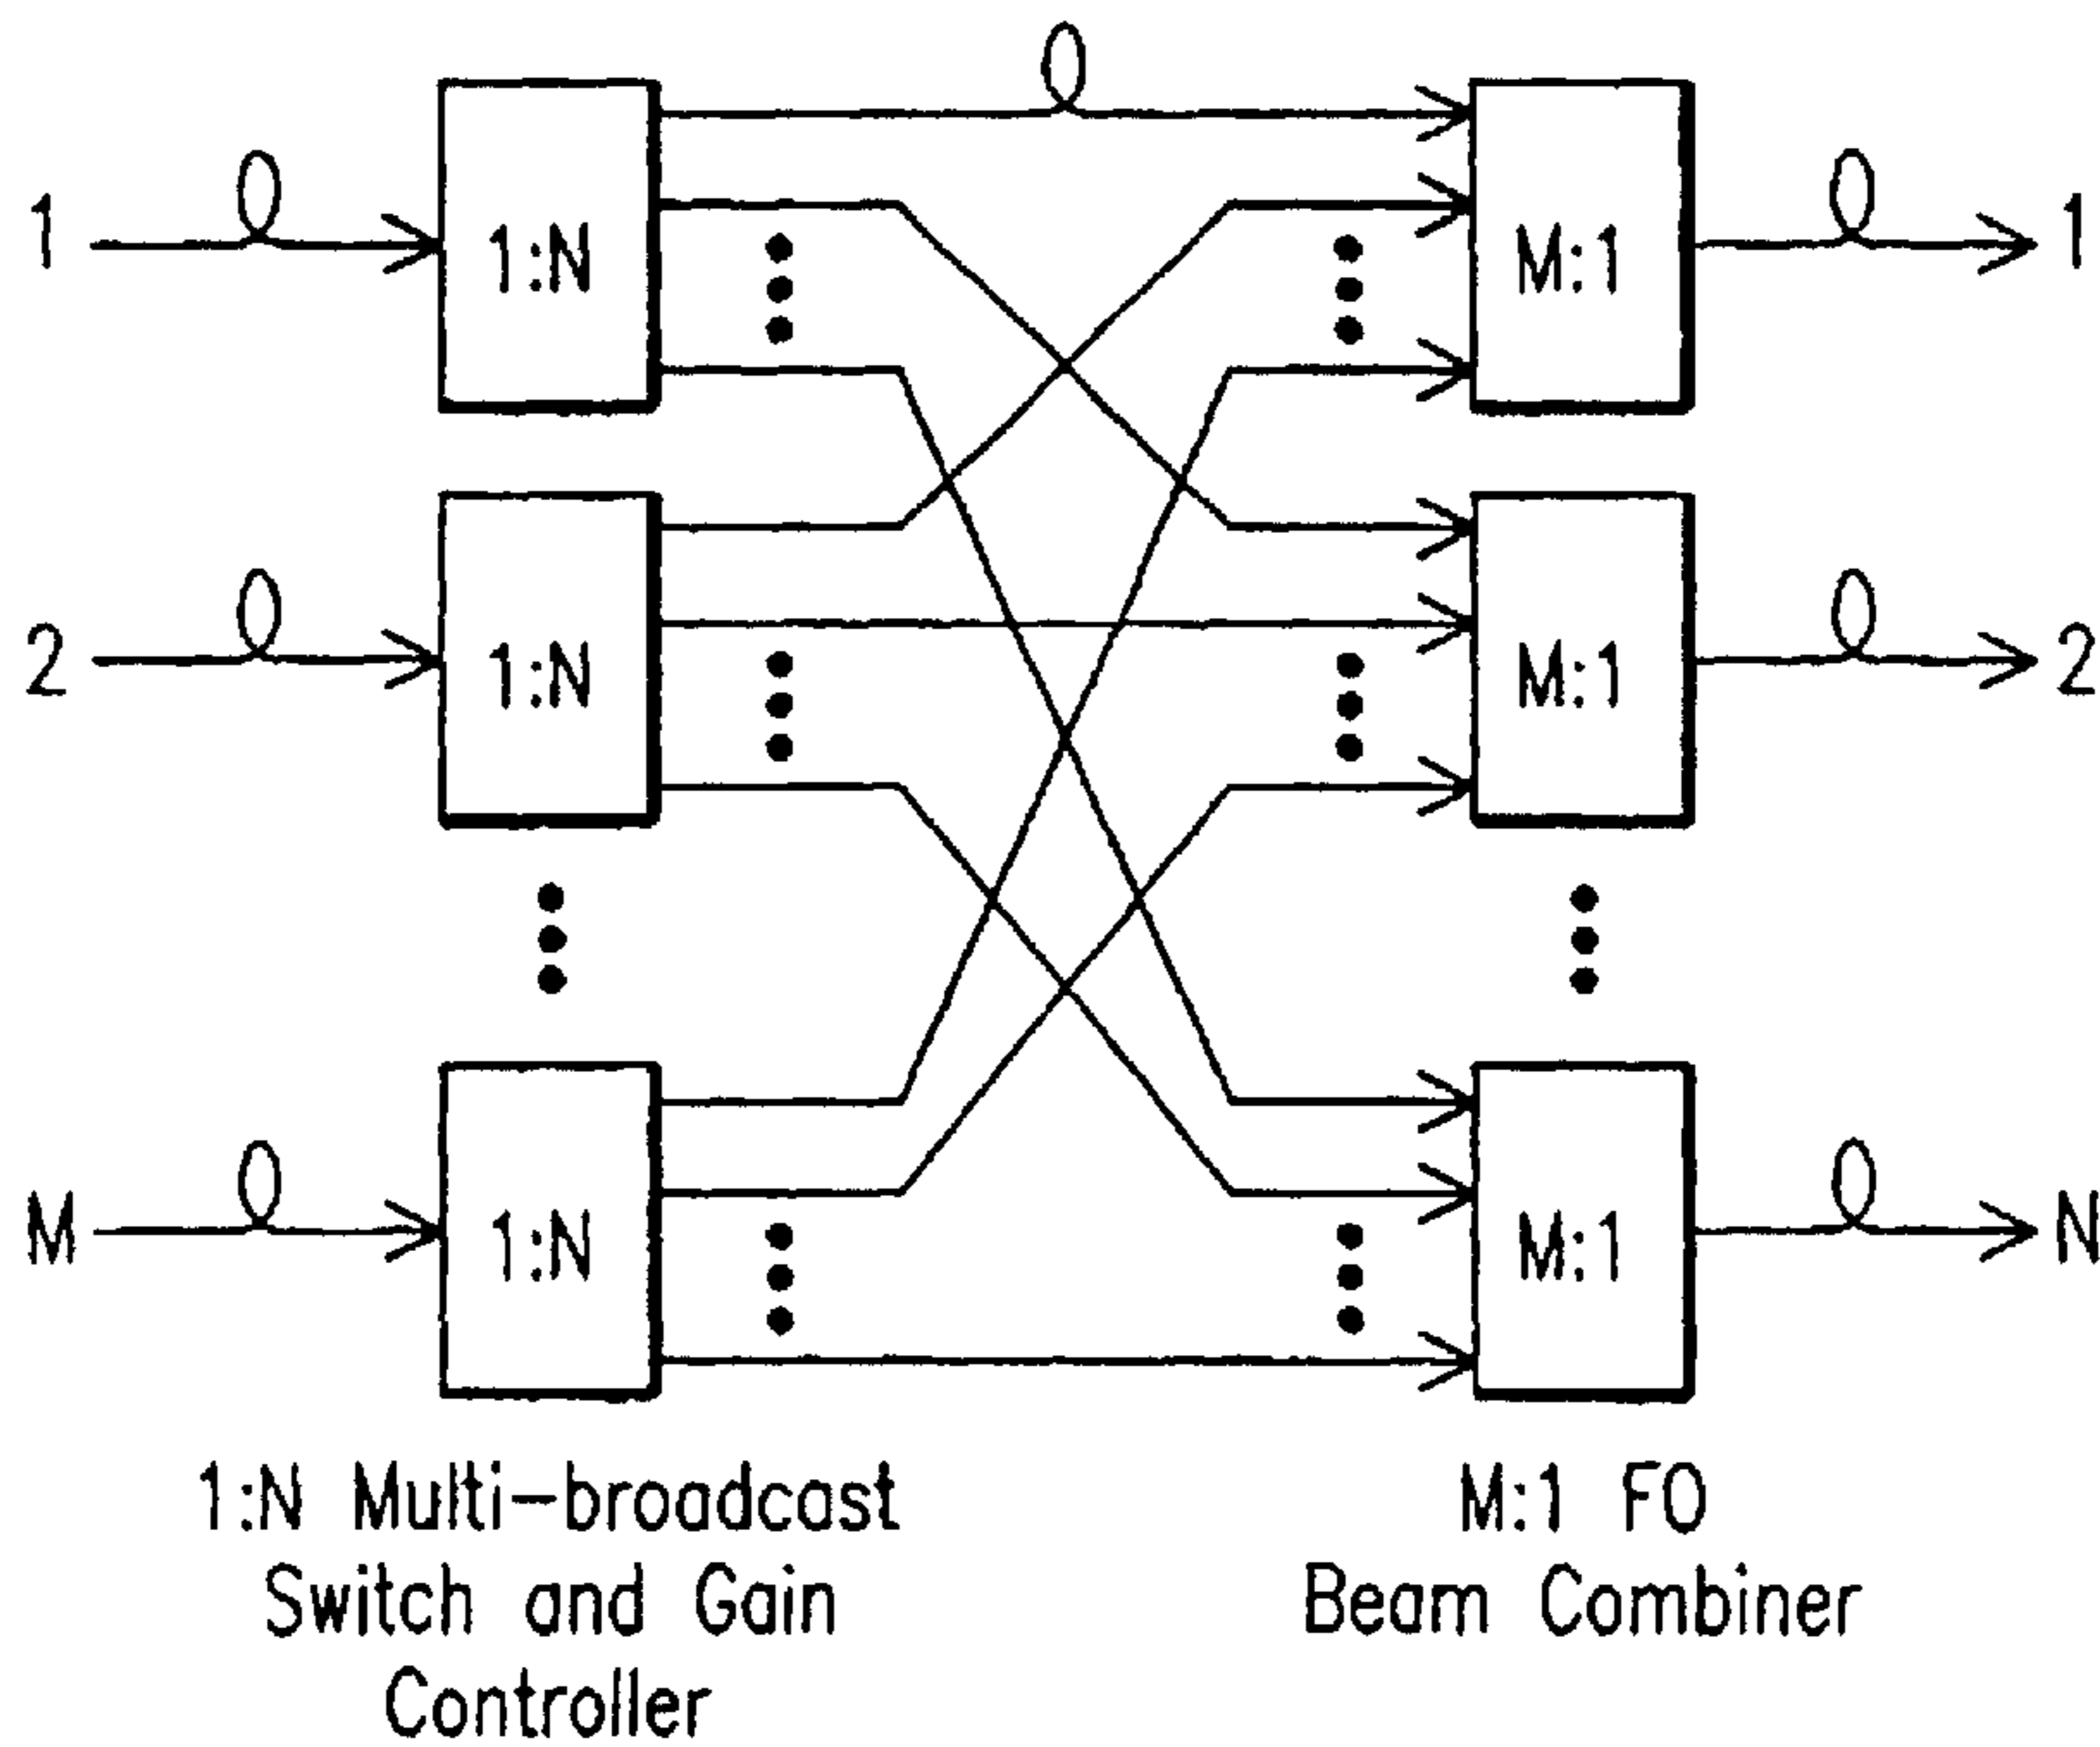 1
1:N
M:1
1
2
1:N
M:1
2
M
1:N
M:1
N
1:N Multi-broadcast
Switch and Gain
Controller
M:1 FO
Beam Combiner